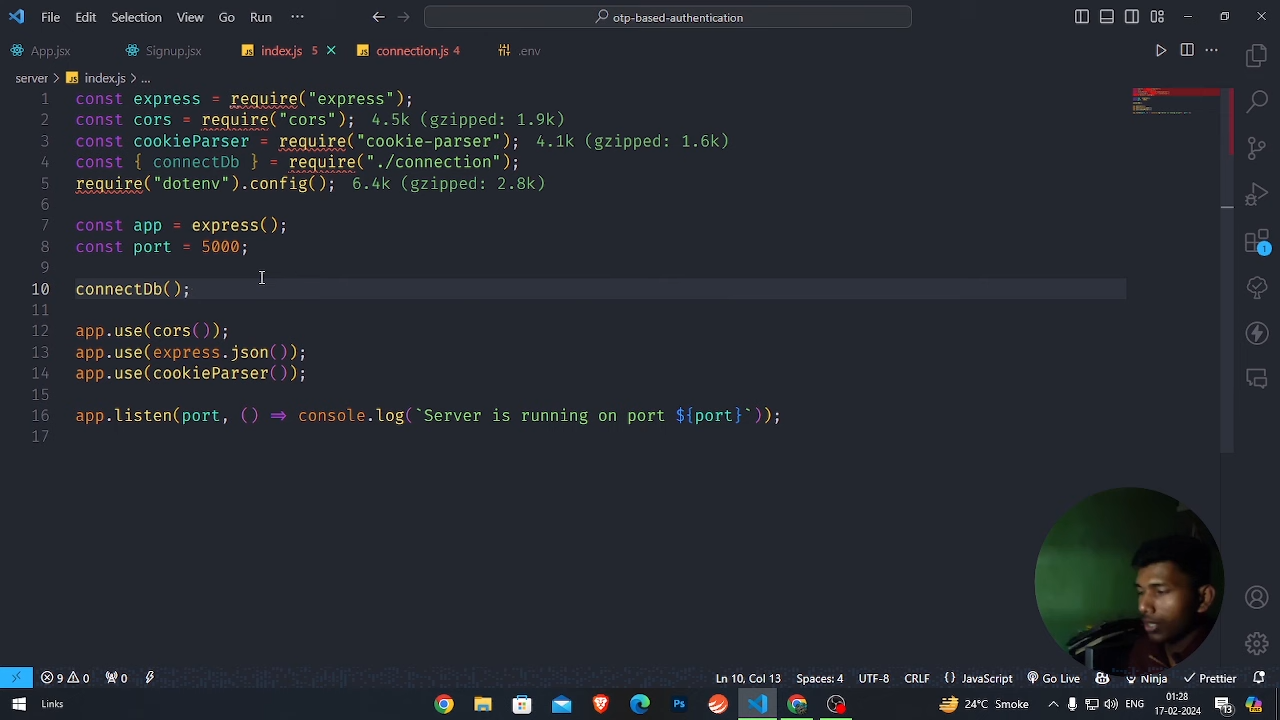 File Edit Selection View Go Run ··· otp-based-authentication
App.jsx Signup.jsx index.js 5 connection.js 4 .env
server > index.js > ...
1 const express = require("express");
2 const cors = require("cors"); 4.5k (gzipped: 1.9k)
3 const cookieParser = require("cookie-parser"); 4.1k (gzipped: 1.6k)
4 const { connectDb } = require("./connection");
5 require("dotenv").config(); 6.4k (gzipped: 2.8k)
6
7 const app = express();
8 const port = 5000;
9
10 connectDb();
11
12 app.use(cors());
13 app.use(express.json());
14 app.use(cookieParser());
15
16 app.listen(port, () => console.log(`Server is running on port ${port}`));
17
1
9 0 0 Ln 10, Col 13 Spaces: 4 UTF-8 CRLF {} JavaScript Go Live Ninja Prettier
Links 24°C Smoke ENG 01:28 17-02-2024